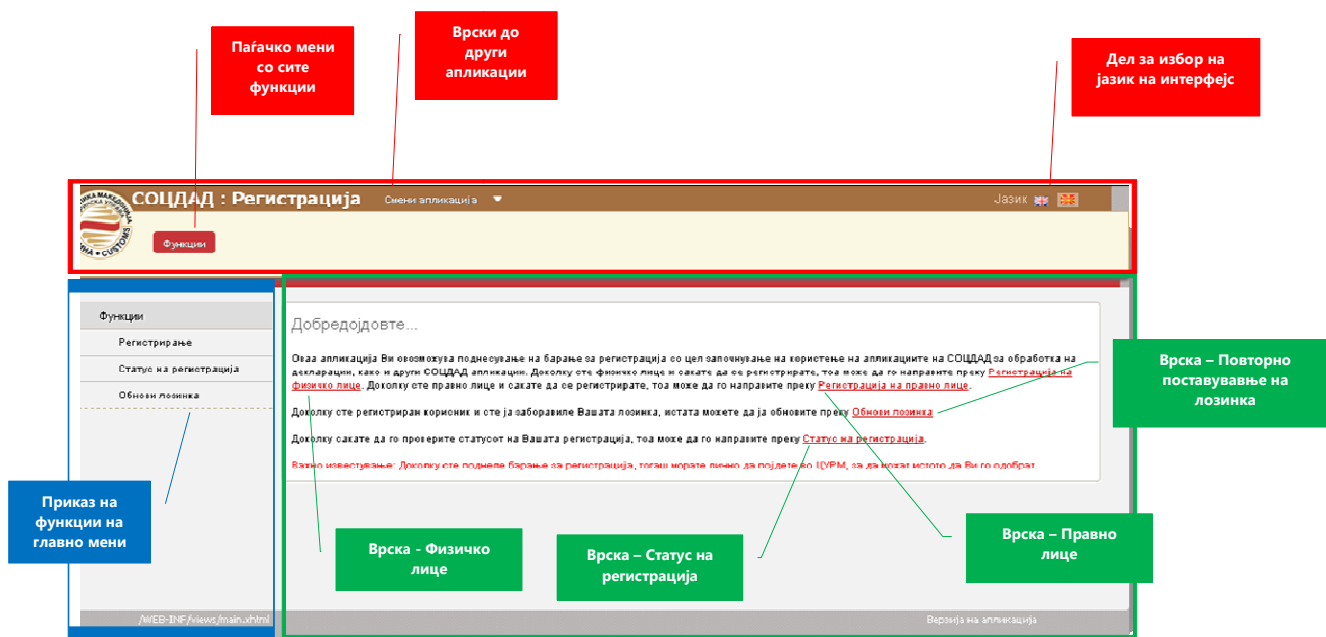 Паѓачко мени
со сите
функции
Врски до
други
апликации
Дел за избор на
јазик на интерфејс
СОЦДАД : Регистрација
Смени апликација
Јазик
Функции
Функции
Регистрирање
Статус на регистрација
Обнови лозинка
Добредојдовте...
Оваа апликација Ви овозможува поднесување на барање за регистрација со цел започнување на користење на апликациите на СОЦДАД за обработка на
декларации, како и други СОЦДАД апликации. Доколку сте физичко лице и сакате да се регистрирате, тоа може да го направите преку Регистрација на
физичко лице. Доколку сте правно лице и сакате да се регистрирате, тоа може да го направите преку Регистрација на правно лице.
Доколку сте регистриран корисник и сте ја заборавиле Вашата лозинка, истата можете да ја обновите преку Обнови лозинка
Доколку сакате да го проверите статусот на Вашата регистрација, тоа може да го направите преку Статус на регистрација.
Важно известување: Доколку сте поднеле барање за регистрација, тогаш морате лично да појдете во ЦУРМ, за да можат истото да Ви го одобрат
Врска – Повторно
поставувавње на
лозинка
Приказ на
функции на
главно мени
Врска - Физичко
лице
Врска – Статус на
регистрација
Врска – Правно
лице
/WEB-INF/views/main.xhtml
Верзија на апликација